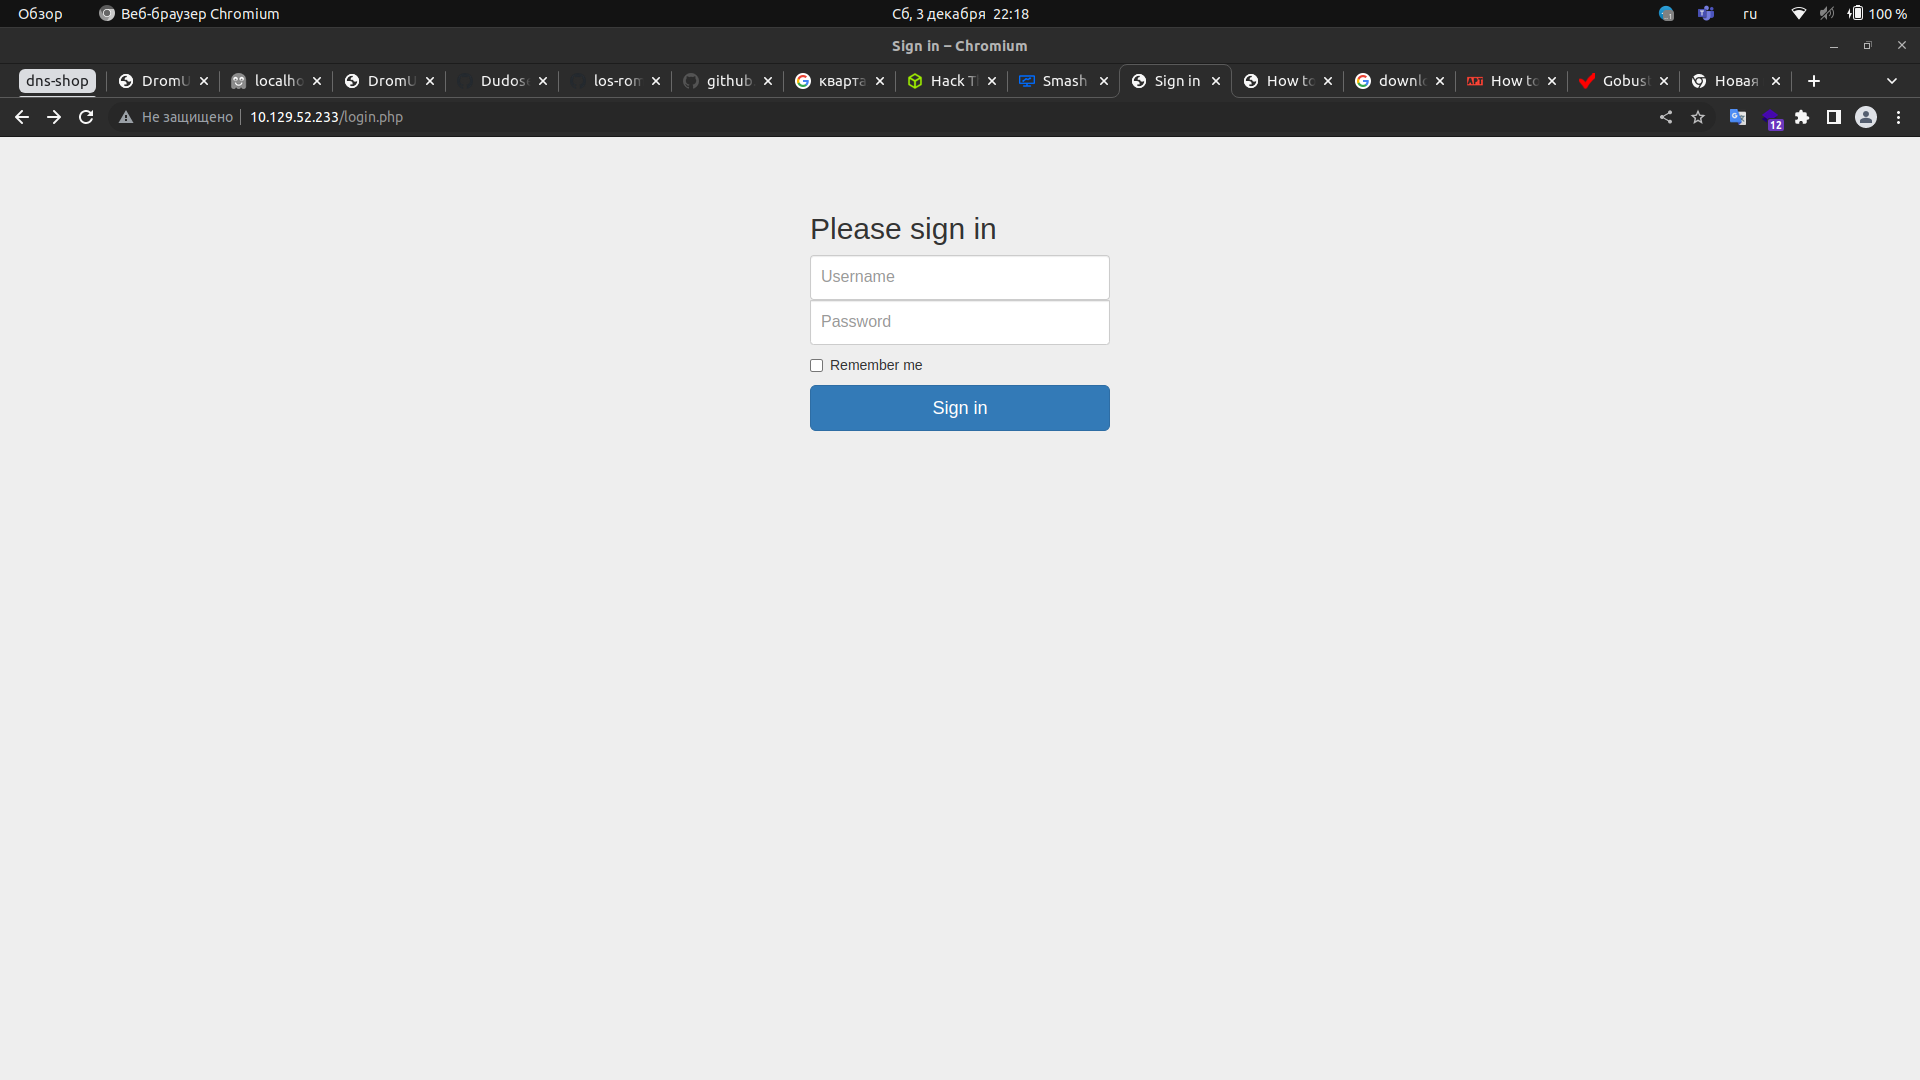 Обзор Веб-браузер Chromium Сб, 3 декабря 22:18 ru 100 %
Sign in – Chromium
dns-shop DromU localho DromU Dudos los-rom github кварта Hack T Smash Sign in How to downl How to Gobus Новая
Не защищено 10.129.52.233/login.php 12
Please sign in
Username
Password
Remember me
Sign in